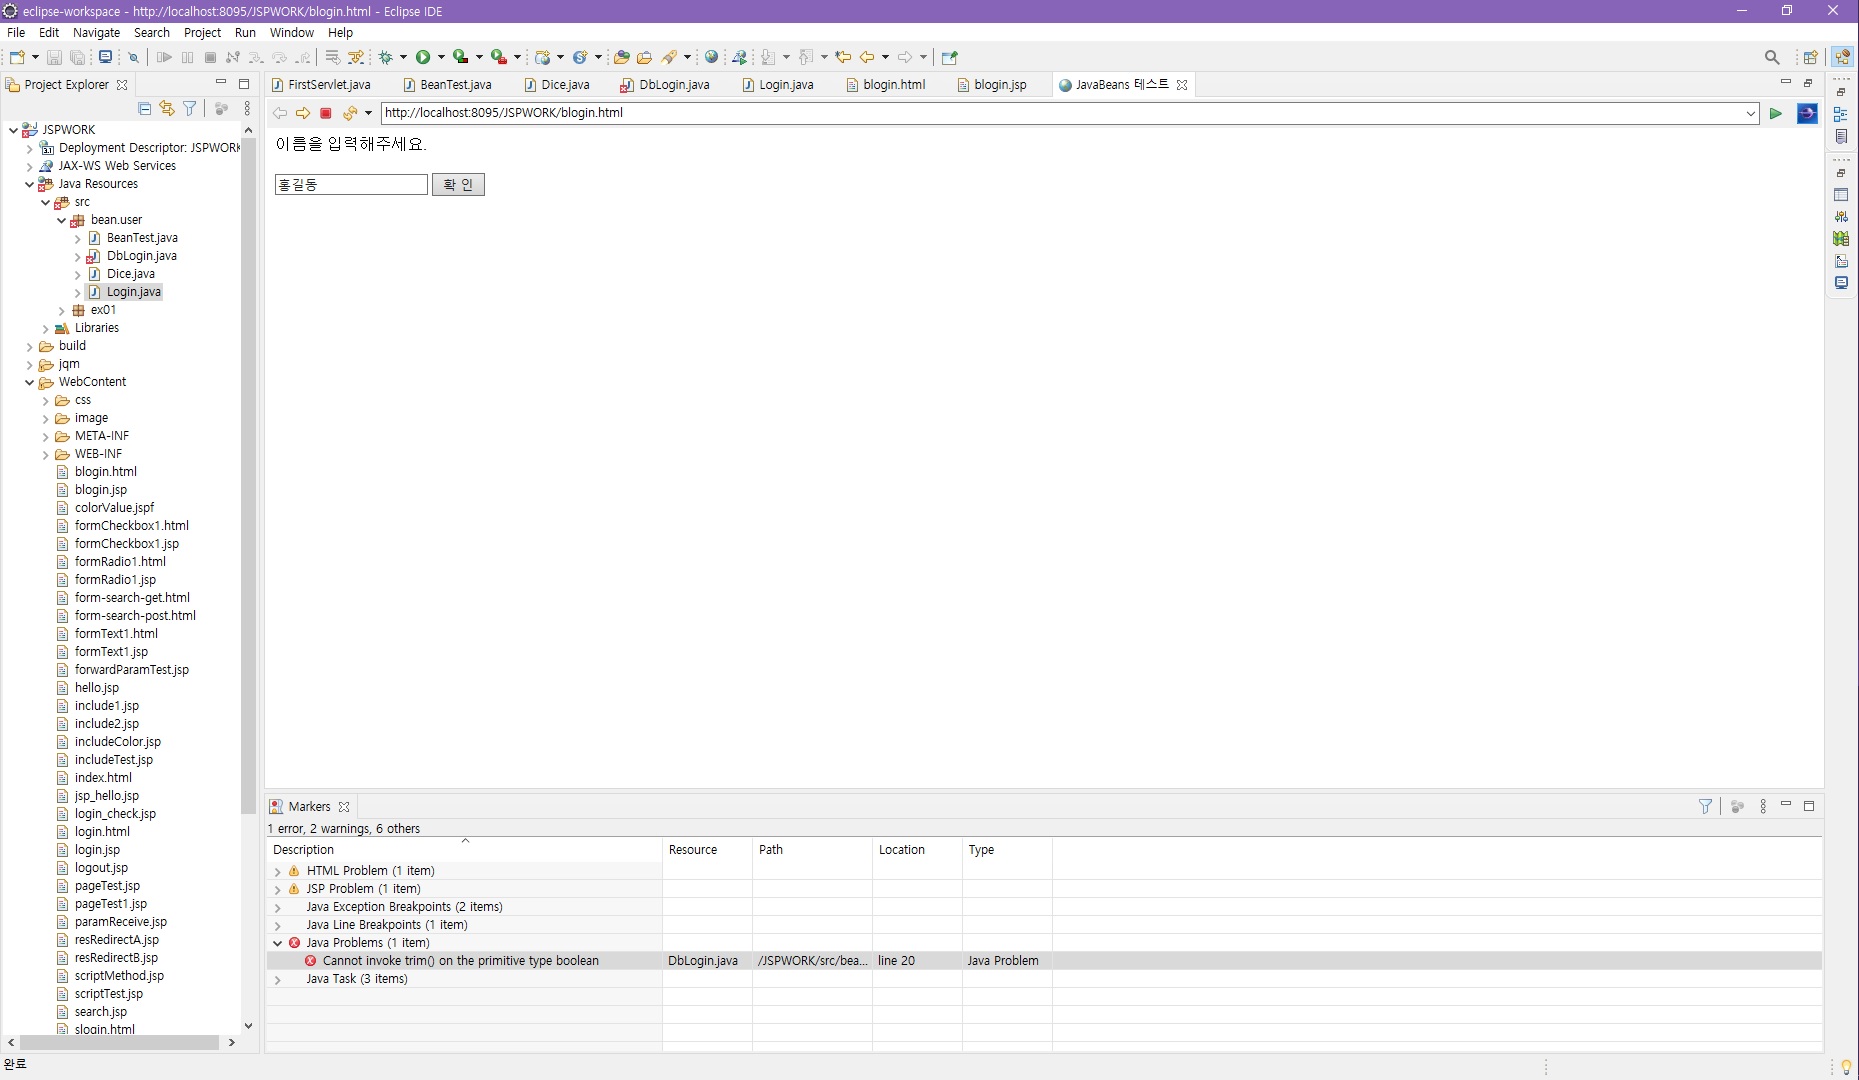 eclipse-workspace - http://localhost:8095/JSPWORK/blogin.html - Eclipse IDE
File Edit Navigate Search Project Run Window Help
Project Explorer
FirstServlet.java BeanTest.java Dice.java DbLogin.java Login.java blogin.html blogin.jsp JavaBeans 테스트
http://localhost:8095/JSPWORK/blogin.html
이름을 입력해주세요.
홍길동 확 인
JSPWORK
Deployment Descriptor: JSPWORK
JAX-WS Web Services
Java Resources
src
bean.user
BeanTest.java
DbLogin.java
Dice.java
Login.java
ex01
Libraries
build
jqm
WebContent
css
image
META-INF
WEB-INF
blogin.html
blogin.jsp
colorValue.jspf
formCheckbox1.html
formCheckbox1.jsp
formRadio1.html
formRadio1.jsp
form-search-get.html
form-search-post.html
formText1.html
formText1.jsp
forwardParamTest.jsp
hello.jsp
include1.jsp
include2.jsp
includeColor.jsp
includeTest.jsp
index.html
jsp_hello.jsp
login_check.jsp
login.html
login.jsp
logout.jsp
pageTest.jsp
pageTest1.jsp
paramReceive.jsp
resRedirectA.jsp
resRedirectB.jsp
scriptMethod.jsp
scriptTest.jsp
search.jsp
slogin.html
Markers
1 error, 2 warnings, 6 others
Description Resource Path Location Type
HTML Problem (1 item)
JSP Problem (1 item)
Java Exception Breakpoints (2 items)
Java Line Breakpoints (1 item)
Java Problems (1 item)
Cannot invoke trim() on the primitive type boolean DbLogin.java /JSPWORK/src/bea... line 20 Java Problem
Java Task (3 items)
완료